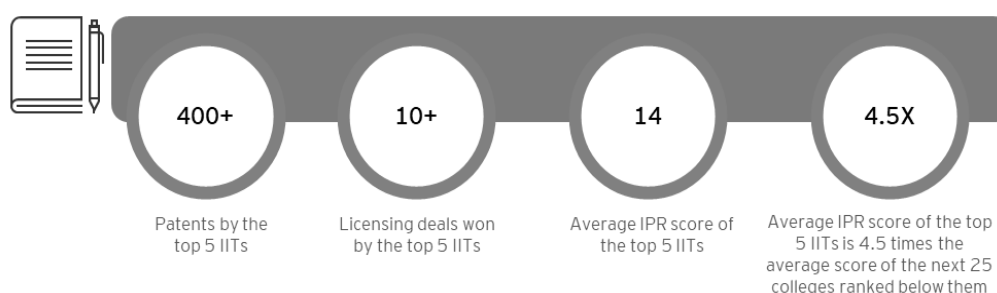 400+
10+
14
4.5X
Patents by the
top 5 IITs
Licensing deals won
by the top 5 IITs
Average IPR score of
the top 5 IITs
Average IPR score of the top
5 IITs is 4.5 times the
average score of the next 25
colleges ranked below them